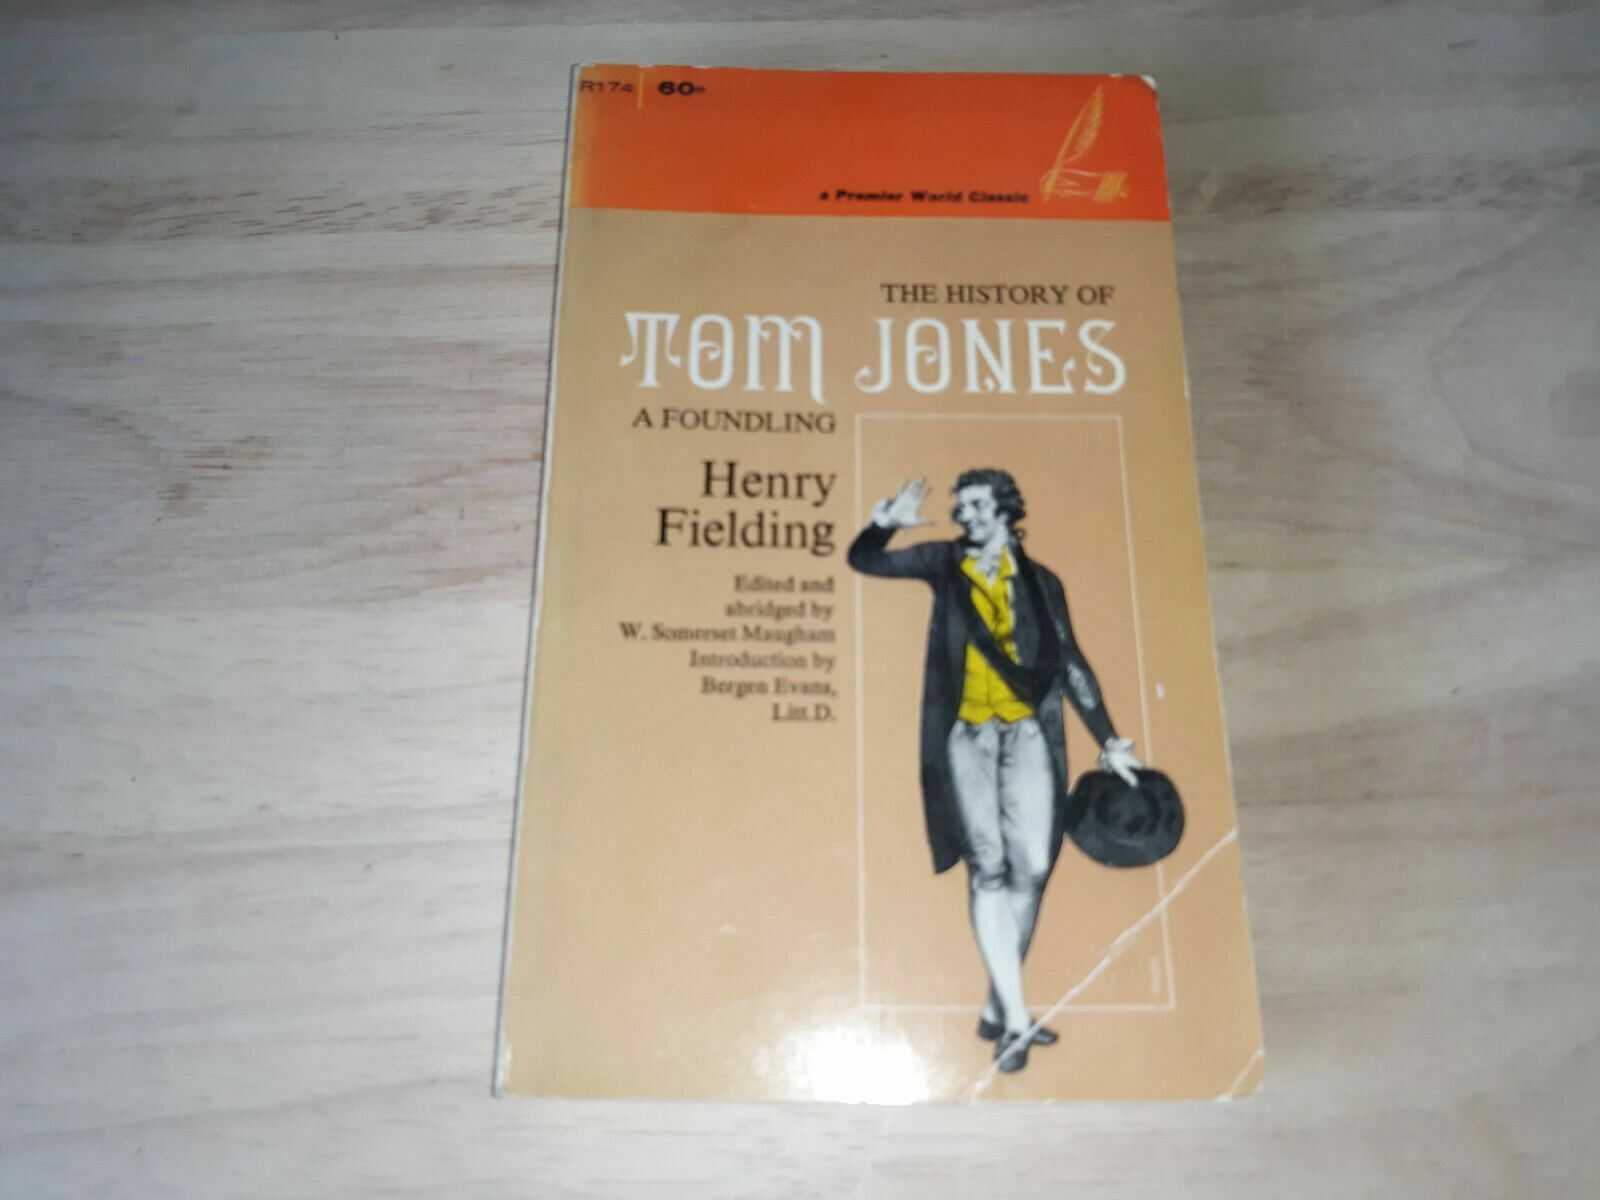 R174 60¢
a Premier World Classic
THE HISTORY OF
TOM JONES
A FOUNDLING
Henry
Fielding
Edited and
abridged by
W. Somerset Maugham
Introduction by
Bergen Evans,
Litt.D.